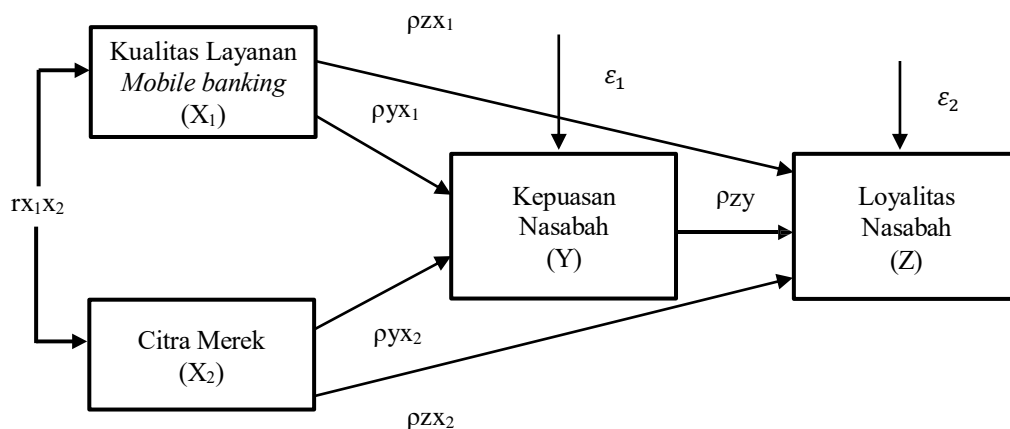 ρzx₁
Kualitas Layanan
Mobile banking
(X₁)
ε₁
ε₂
ρyx₁
rx₁x₂
Kepuasan
Nasabah
(Y)
ρzy
Loyalitas
Nasabah
(Z)
Citra Merek
(X₂)
ρyx₂
ρzx₂